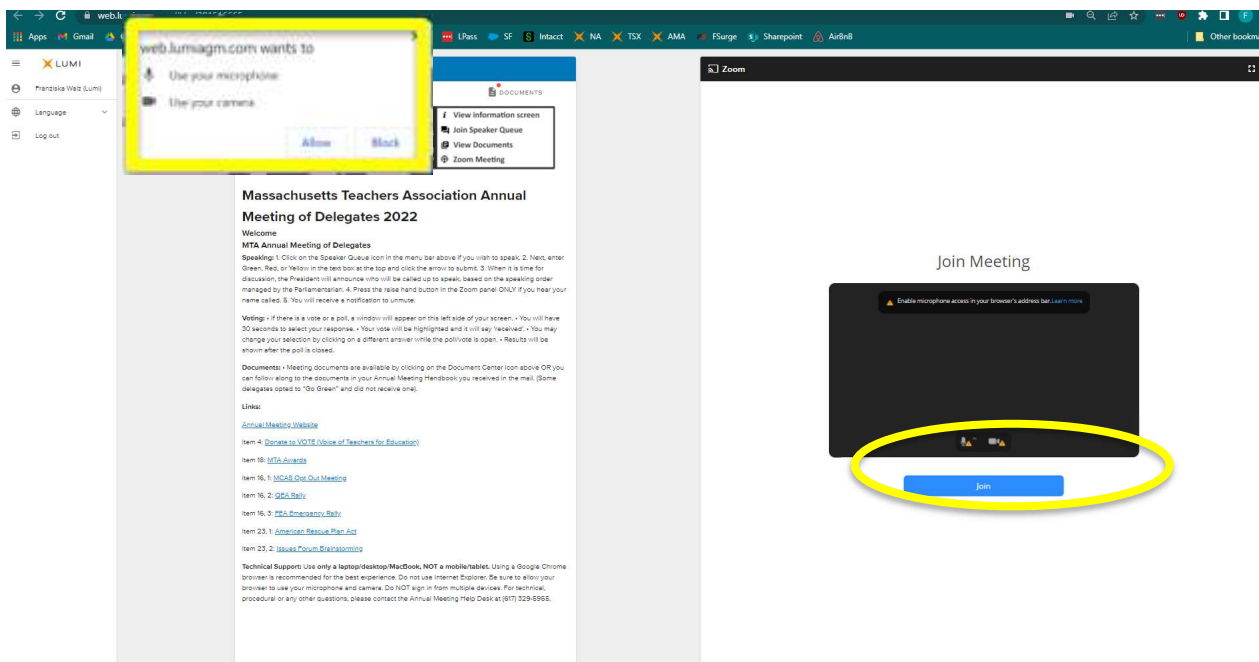 web.lu
Apps Gmail LPass SF Intacct NA TSX AMA FSurge Sharepoint AirBnB Other bookma
web.lumiagm.com wants to
Use your microphone
Use your camera
Allow Block
LUMI
Franziska Walz (Lumi)
Language
Log out
DOCUMENTS
i View information screen
Join Speaker Queue
View Documents
Zoom Meeting
Massachusetts Teachers Association Annual
Meeting of Delegates 2022
Welcome
MTA Annual Meeting of Delegates
Speaking: 1. Click on the Speaker Queue icon in the menu bar above if you wish to speak. 2. Next, enter
Green, Red, or Yellow in the text box at the top and click the arrow to submit. 3. When it is time for
discussion, the President will announce who will be called up to speak, based on the speaking order
managed by the Parliamentarian. 4. Press the raise hand button in the Zoom panel ONLY if you hear your
name called. 5. You will receive a notification to unmute.
Voting: • If there is a vote or a poll, a window will appear on this left side of your screen. • You will have
30 seconds to select your response. • Your vote will be highlighted and it will say 'received'. • You may
change your selection by clicking on a different answer while the poll/vote is open. • Results will be
shown after the poll is closed.
Documents: • Meeting documents are available by clicking on the Document Center icon above OR you
can follow along to the documents in your Annual Meeting Handbook you received in the mail. (Some
delegates opted to "Go Green" and did not receive one).
Links:
Annual Meeting Website
Item 4: Donate to VOTE (Voice of Teachers for Education)
Item 18: MTA Awards
Item 16, 1: MCAS Opt Out Meeting
Item 16, 2: QEA Rally
Item 16, 3: FEA Emergency Rally
Item 23, 1: American Rescue Plan Act
Item 23, 2: Issues Forum Brainstorming
Technical Support: Use only a laptop/desktop/MacBook, NOT a mobile/tablet. Using a Google Chrome
browser is recommended for the best experience. Do not use Internet Explorer. Be sure to allow your
browser to use your microphone and camera. Do NOT sign in from multiple devices. For technical,
procedural or any other questions, please contact the Annual Meeting Help Desk at (617) 329-5965.
Zoom
Join Meeting
Enable microphone access in your browser's address bar.Learn more
Join